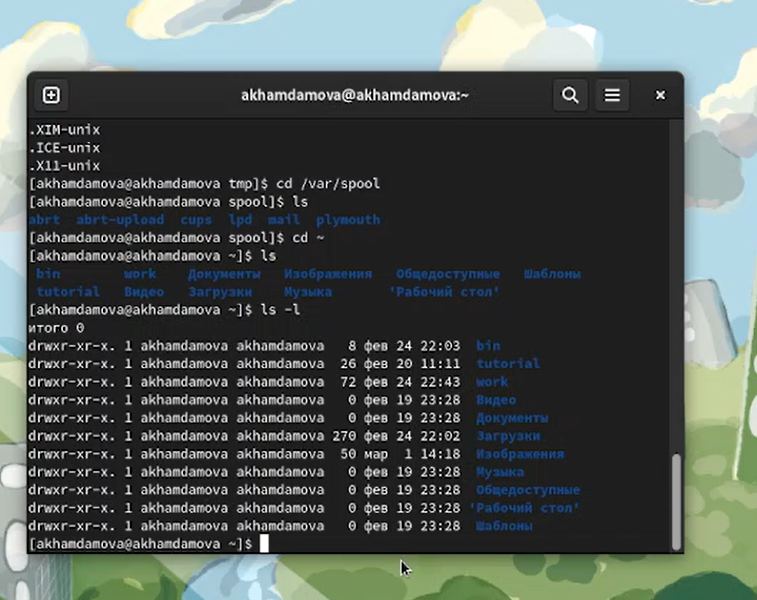 akhamdamova@akhamdamova:~
.XIM-unix
.ICE-unix
.X11-unix
[akhamdamova@akhamdamova tmp]$ cd /var/spool
[akhamdamova@akhamdamova spool]$ ls
abrt  abrt-upload  cups  lpd  mail  plymouth
[akhamdamova@akhamdamova spool]$ cd ~
[akhamdamova@akhamdamova ~]$ ls
bin  work  Документы  Изображения  Общедоступные  Шаблоны
tutorial  Видео  Загрузки  Музыка  'Рабочий стол'
[akhamdamova@akhamdamova ~]$ ls -l
итого 0
drwxr-xr-x. 1 akhamdamova akhamdamova   8 фев 24 22:03  bin
drwxr-xr-x. 1 akhamdamova akhamdamova  26 фев 20 11:11  tutorial
drwxr-xr-x. 1 akhamdamova akhamdamova  72 фев 24 22:43  work
drwxr-xr-x. 1 akhamdamova akhamdamova   0 фев 19 23:28  Видео
drwxr-xr-x. 1 akhamdamova akhamdamova   0 фев 19 23:28  Документы
drwxr-xr-x. 1 akhamdamova akhamdamova 270 фев 24 22:02  Загрузки
drwxr-xr-x. 1 akhamdamova akhamdamova  50 мар  1 14:18  Изображения
drwxr-xr-x. 1 akhamdamova akhamdamova   0 фев 19 23:28  Музыка
drwxr-xr-x. 1 akhamdamova akhamdamova   0 фев 19 23:28  Общедоступные
drwxr-xr-x. 1 akhamdamova akhamdamova   0 фев 19 23:28 'Рабочий стол'
drwxr-xr-x. 1 akhamdamova akhamdamova   0 фев 19 23:28  Шаблоны
[akhamdamova@akhamdamova ~]$